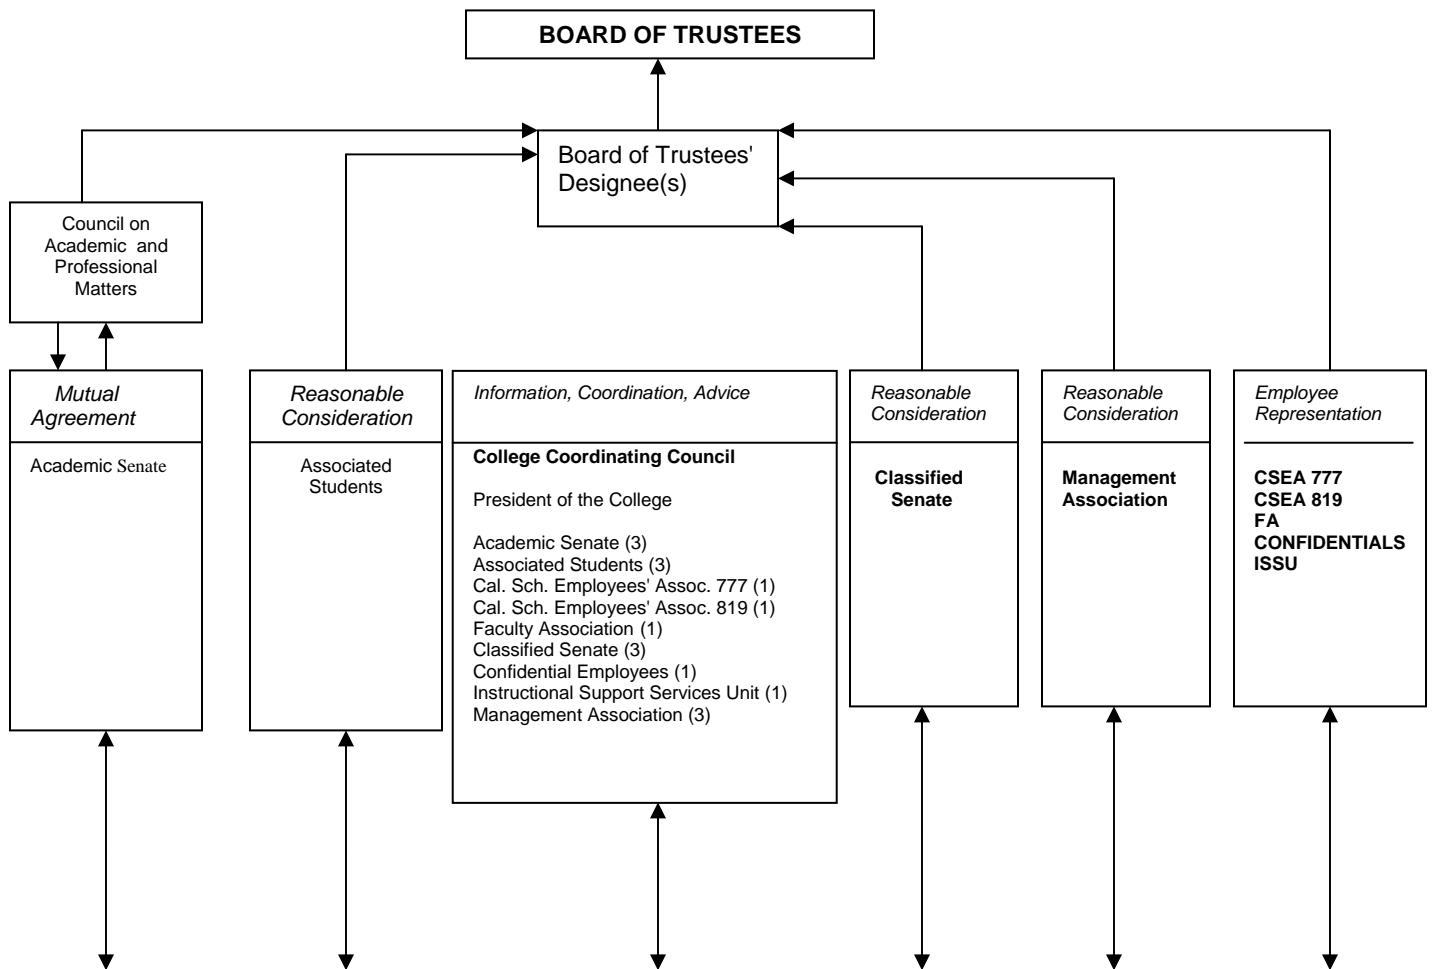 BOARD OF TRUSTEES
Board of Trustees'
Designee(s)
Council on
Academic and
Professional
Matters
Mutual
Agreement
Academic Senate
Reasonable
Consideration
Associated
Students
Information, Coordination, Advice
College Coordinating Council
President of the College
Academic Senate (3)
Associated Students (3)
Cal. Sch. Employees' Assoc. 777 (1)
Cal. Sch. Employees' Assoc. 819 (1)
Faculty Association (1)
Classified Senate (3)
Confidential Employees (1)
Instructional Support Services Unit (1)
Management Association (3)
Reasonable
Consideration
Classified
Senate
Reasonable
Consideration
Management
Association
Employee
Representation
CSEA 777
CSEA 819
FA
CONFIDENTIALS
ISSU